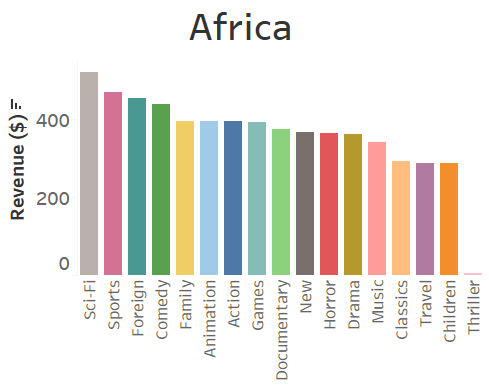 Africa
Revenue ($)
400
200
0
Sci-Fi
Sports
Foreign
Comedy
Family
Animation
Action
Games
Documentary
New
Horror
Drama
Music
Classics
Travel
Children
Thriller